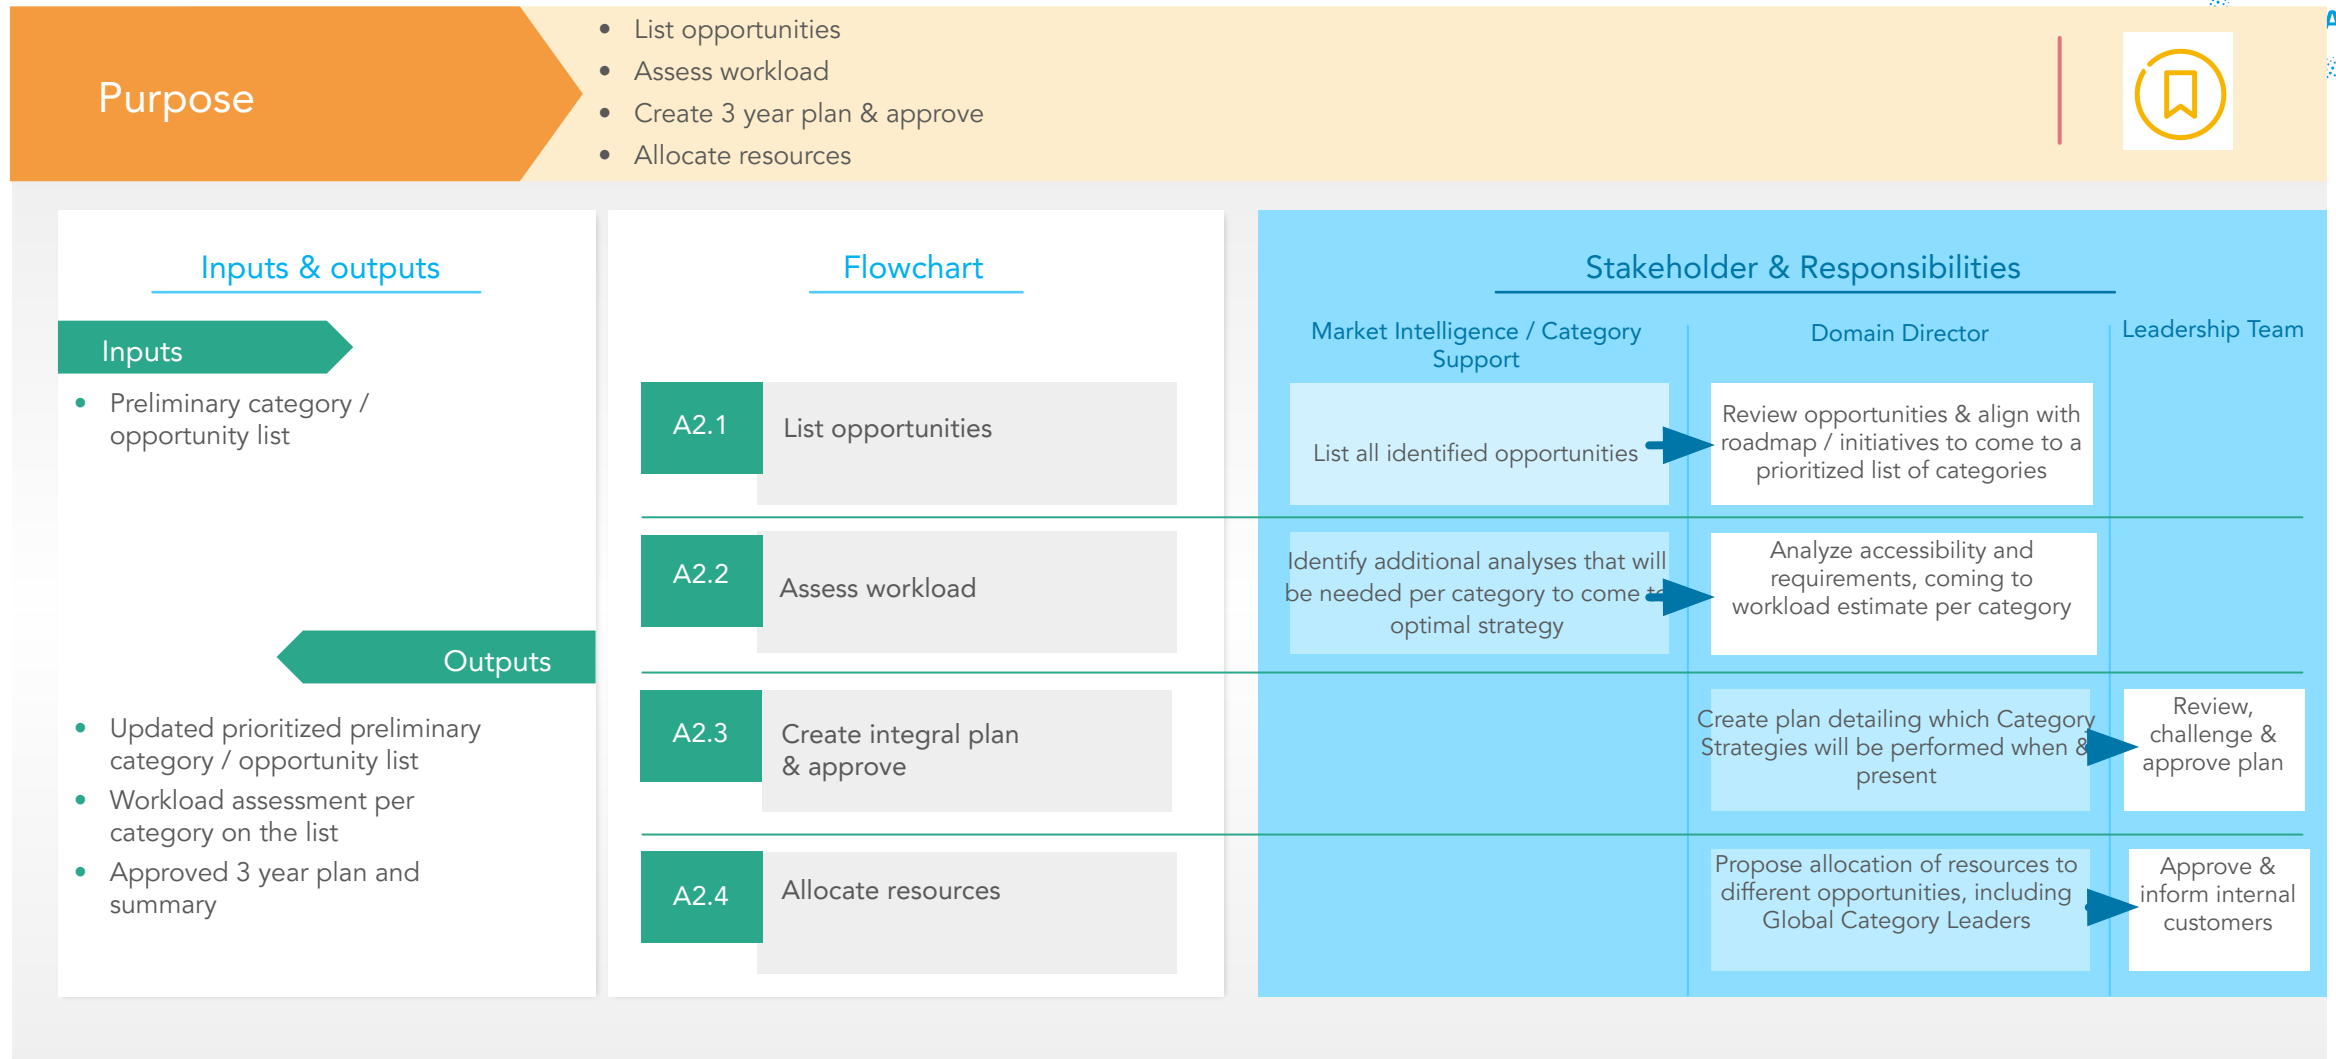 Purpose
List opportunities
Assess workload
Create 3 year plan & approve
Allocate resources
Inputs & outputs
Inputs
Preliminary category /
opportunity list
Outputs
Updated prioritized preliminary
category / opportunity list
Workload assessment per
category on the list
Approved 3 year plan and
summary
Flowchart
A2.1
List opportunities
A2.2
Assess workload
A2.3
Create integral plan
& approve
A2.4
Allocate resources
Stakeholder & Responsibilities
Market Intelligence / Category
Support
Domain Director
Leadership Team
List all identified opportunities
Review opportunities & align with
roadmap / initiatives to come to a
prioritized list of categories
Identify additional analyses that will
be needed per category to come to
optimal strategy
Analyze accessibility and
requirements, coming to
workload estimate per category
Create plan detailing which Category
Strategies will be performed when &
present
Review,
challenge &
approve plan
Propose allocation of resources to
different opportunities, including
Global Category Leaders
Approve &
inform internal
customers